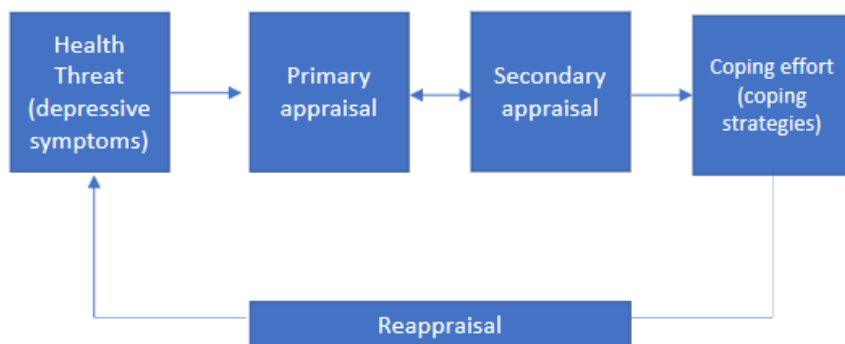 Health
Threat
(depressive
symptoms)
Primary
appraisal
Secondary
appraisal
Coping effort
(coping
strategies)
Reappraisal